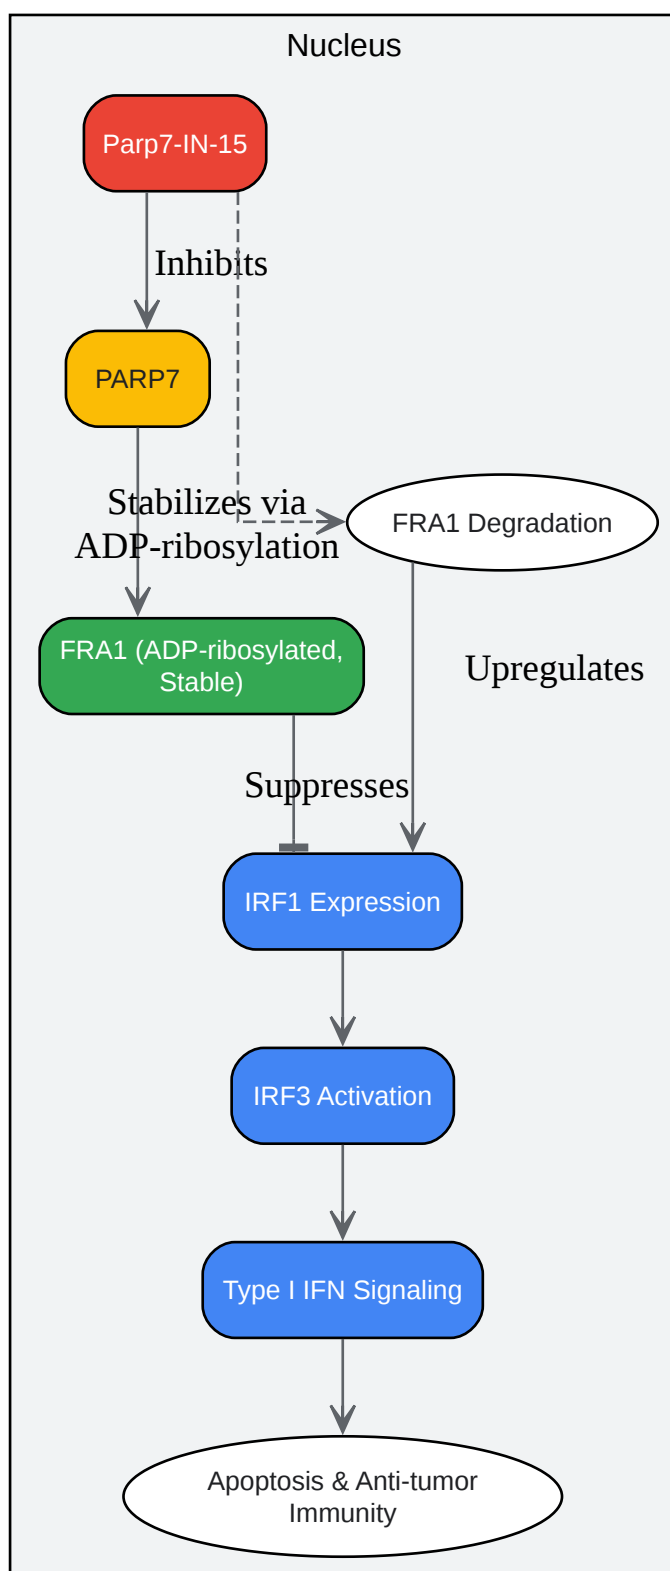 Nucleus
Parp7-IN-15
Inhibits
PARP7
Stabilizes via
ADP-ribosylation
FRA1 Degradation
FRA1 (ADP-ribosylated,
Stable)
Upregulates
Suppresses
IRF1 Expression
IRF3 Activation
Type I IFN Signaling
Apoptosis & Anti-tumor
Immunity